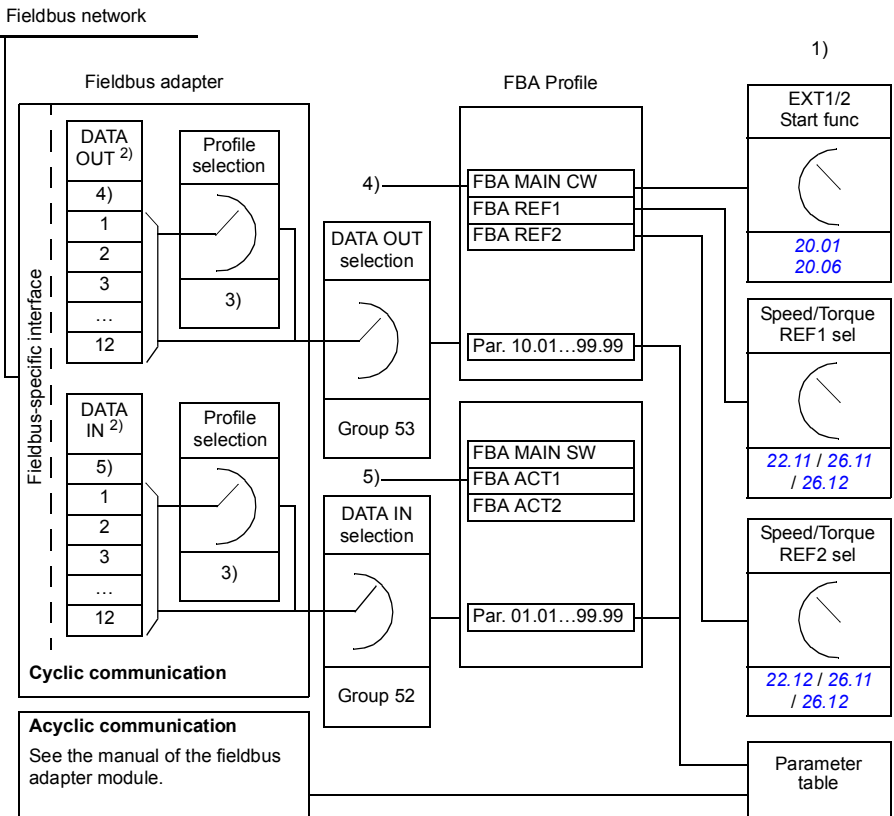 Fieldbus network
1)
Fieldbus adapter
FBA Profile
Fieldbus-specific interface
DATA
OUT 2)
4)
1
2
3
…
12
Profile
selection
3)
DATA
IN 2)
5)
1
2
3
…
12
Profile
selection
3)
Cyclic communication
4)
DATA OUT
selection
Group 53
5)
DATA IN
selection
Group 52
FBA MAIN CW
FBA REF1
FBA REF2
Par. 10.01…99.99
FBA MAIN SW
FBA ACT1
FBA ACT2
Par. 01.01…99.99
EXT1/2
Start func
20.01
20.06
Speed/Torque
REF1 sel
22.11 / 26.11
/ 26.12
Speed/Torque
REF2 sel
22.12 / 26.11
/ 26.12
Acyclic communication
See the manual of the fieldbus
adapter module.
Parameter
table